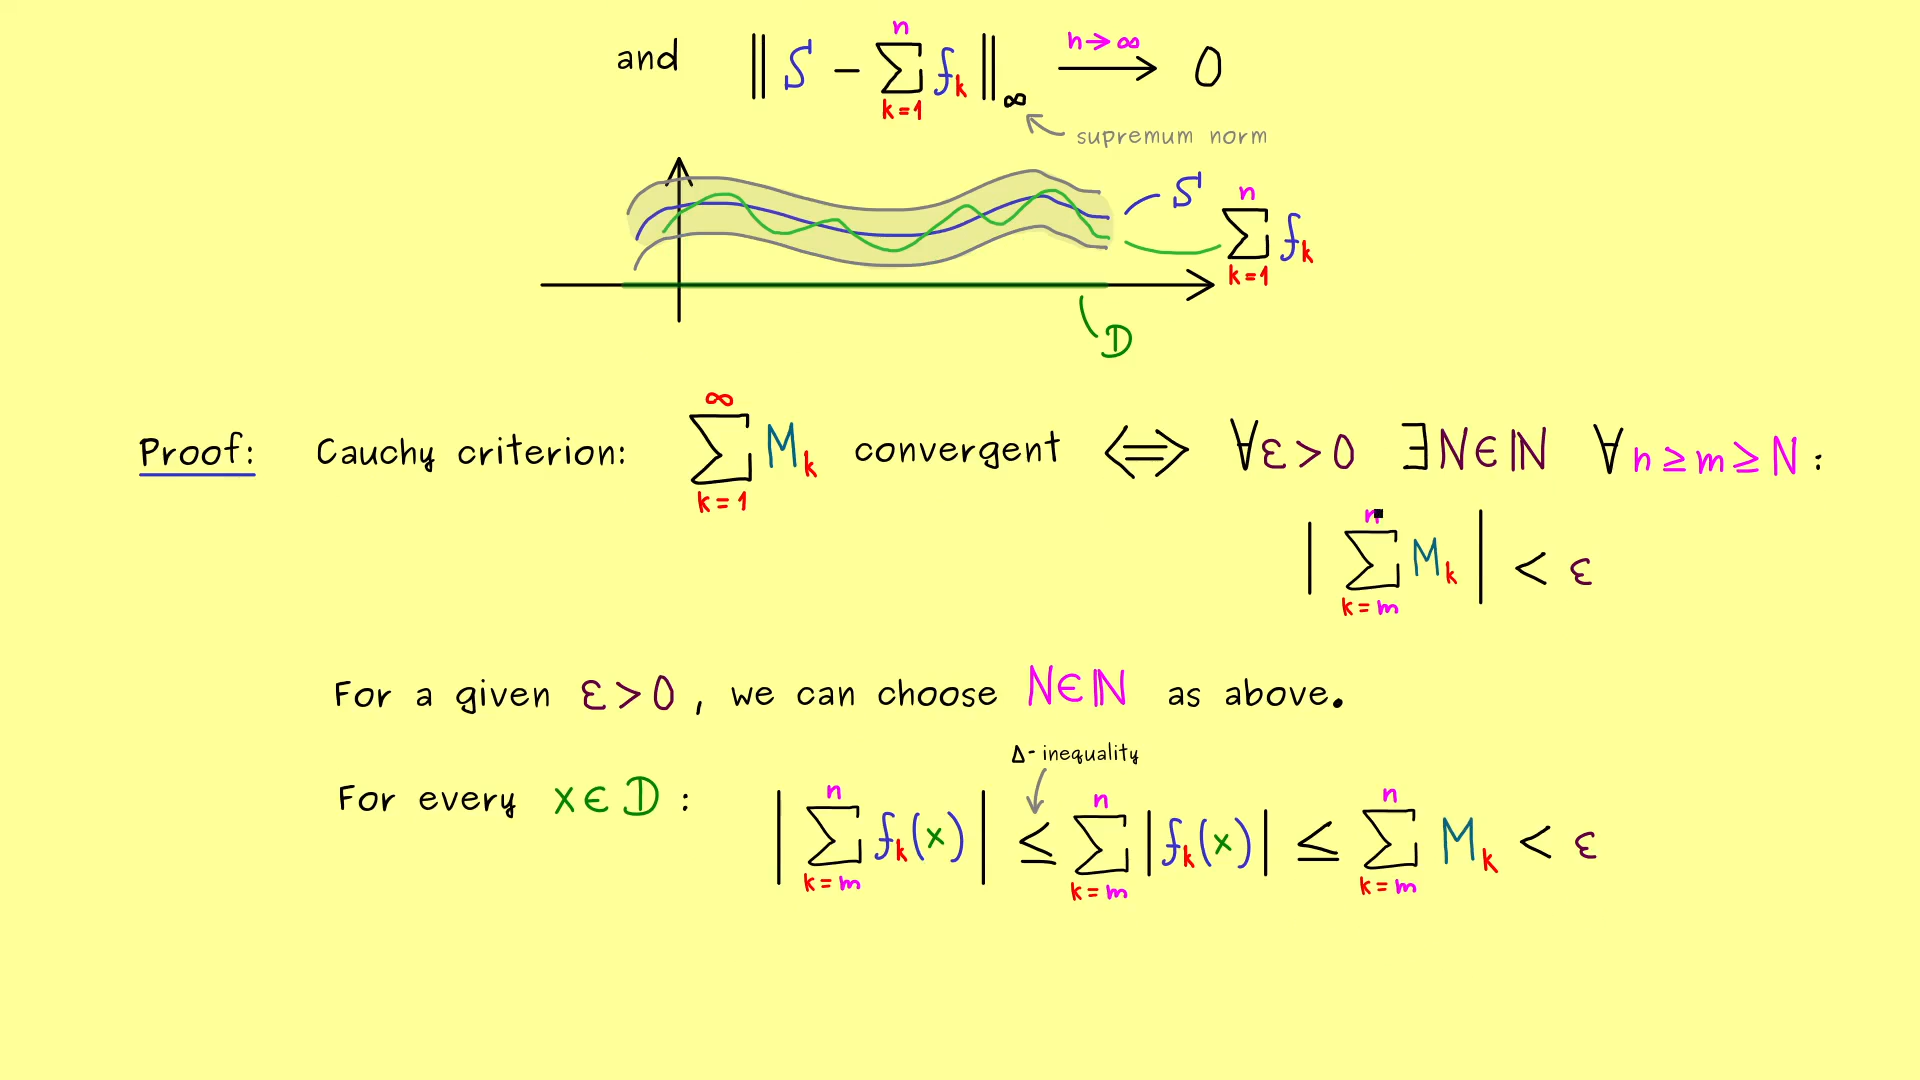 and ‖ S − ∑_{k=1}^{n} f_k ‖_∞ ⟶^{n→∞} 0
supremum norm
S
∑_{k=1}^{n} f_k
D
Proof: Cauchy criterion: ∑_{k=1}^{∞} M_k convergent ⟺ ∀ε>0 ∃N∈ℕ ∀n≥m≥N :
| ∑_{k=m}^{n} M_k | < ε
For a given ε>0, we can choose N∈ℕ as above.
Δ-inequality
For every x∈D : | ∑_{k=m}^{n} f_k(x) | ≤ ∑_{k=m}^{n} |f_k(x)| ≤ ∑_{k=m}^{n} M_k < ε